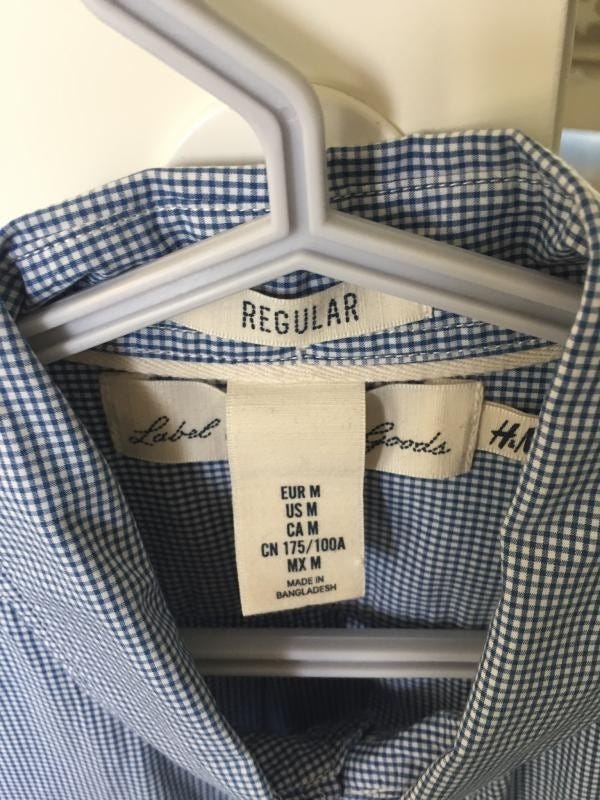 REGULAR
Label Goods
H&M
EUR M
US M
CA M
CN 175/100A
MX M
MADE IN
BANGLADESH